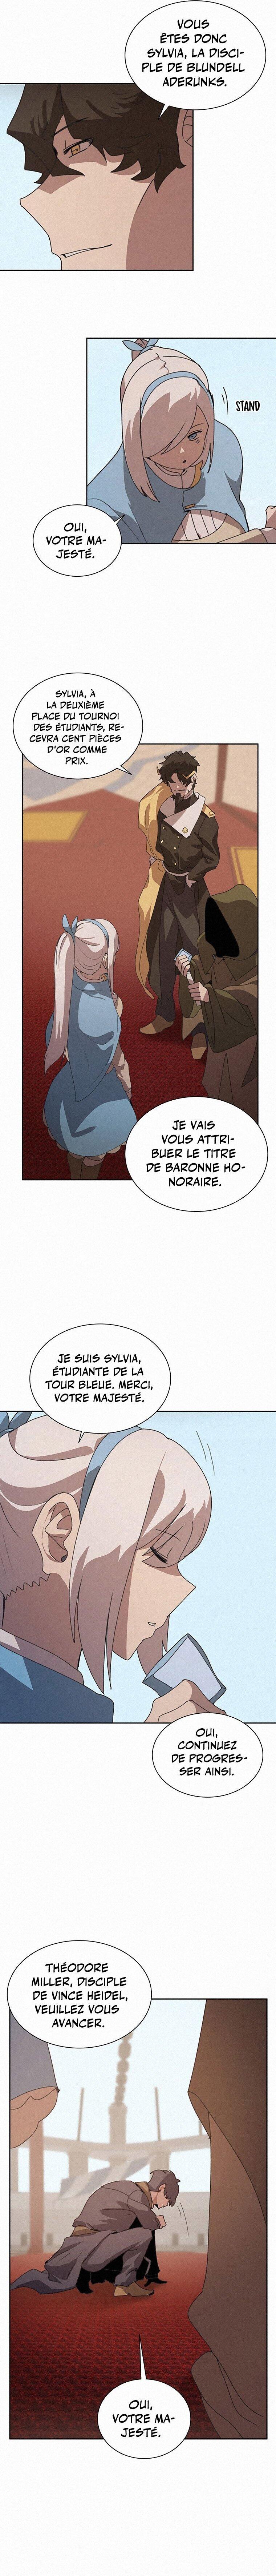 VOUS
ÊTES DONC
SYLVIA, LA DISCI-
PLE DE BLUNDELL
ADERUNKS.
STAND
OUI,
VOTRE MA-
JESTÉ.
SYLVIA, À
LA DEUXIÈME
PLACE DU TOURNOI
DES ÉTUDIANTS, RE-
CEVRA CENT PIÈCES
D'OR COMME
PRIX.
JE VAIS
VOUS ATTRI-
BUER LE TITRE
DE BARONNE HO-
NORAIRE.
JE SUIS SYLVIA,
ÉTUDIANTE DE LA
TOUR BLEUE. MERCI,
VOTRE MAJESTÉ.
OUI,
CONTINUEZ
DE PROGRES-
SER AINSI.
THÉODORE
MILLER, DISCIPLE
DE VINCE HEIDEL,
VEUILLEZ VOUS
AVANCER.
OUI,
VOTRE MA-
JESTÉ.